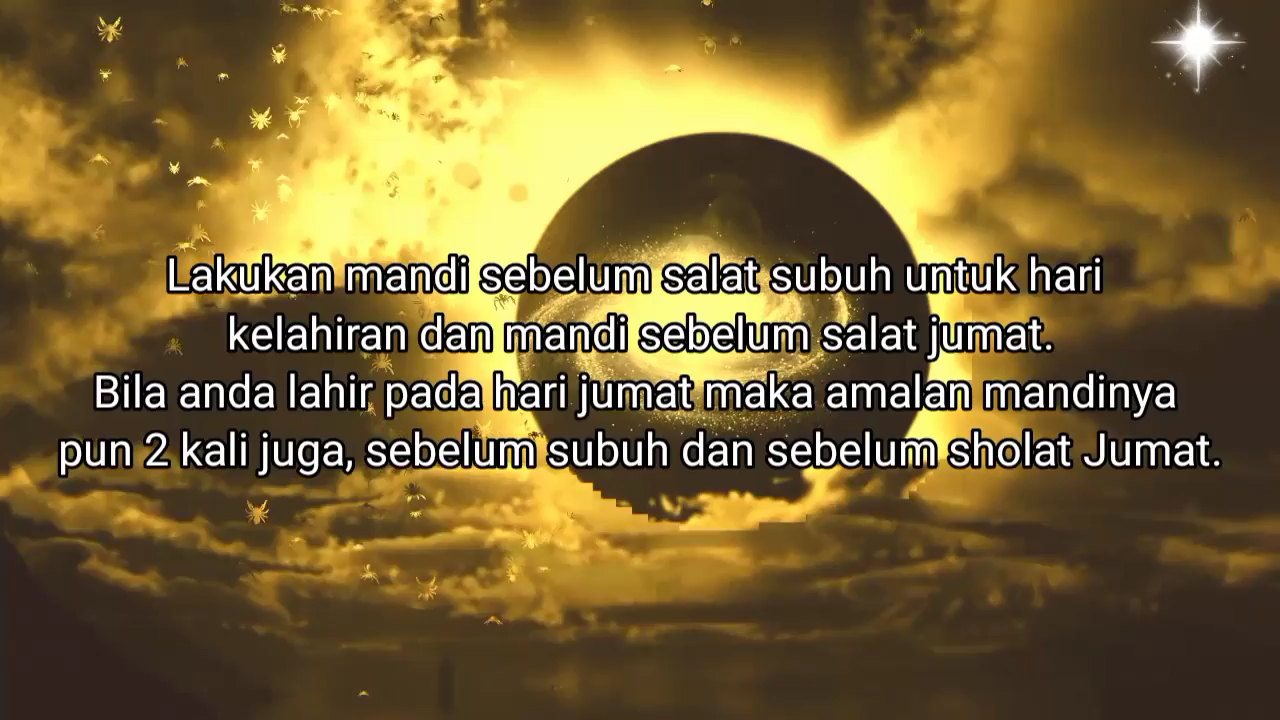 Lakukan mandi sebelum salat subuh untuk hari
kelahiran dan mandi sebelum salat jumat.
Bila anda lahir pada hari jumat maka amalan mandinya
pun 2 kali juga, sebelum subuh dan sebelum sholat Jumat.